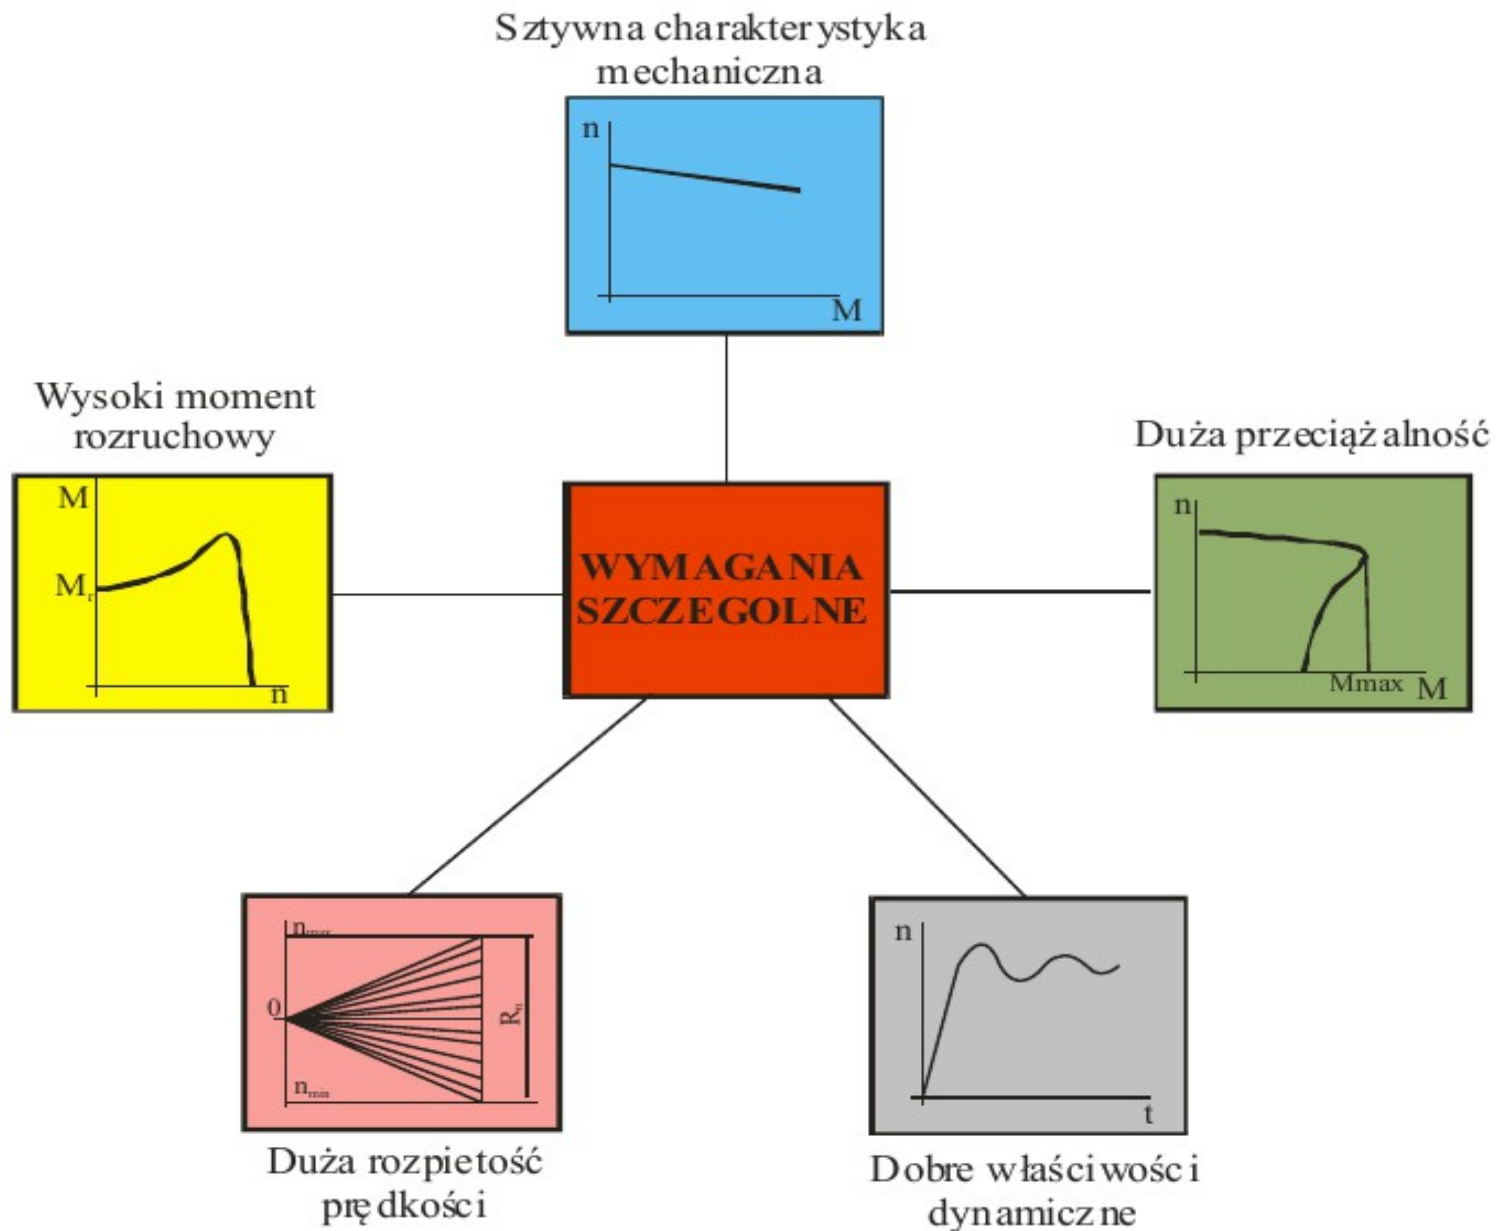 Sztywna charakterystyka
mechaniczna
n
M
Wysoki moment
rozruchowy
M
Mr
n
WYMAGANIA
SZCZEGOLNE
Duża przeciążalność
n
Mmax M
nmax
0
Rn
nmin
Duża rozpietość
prędkości
n
t
Dobre właściwości
dynamiczne